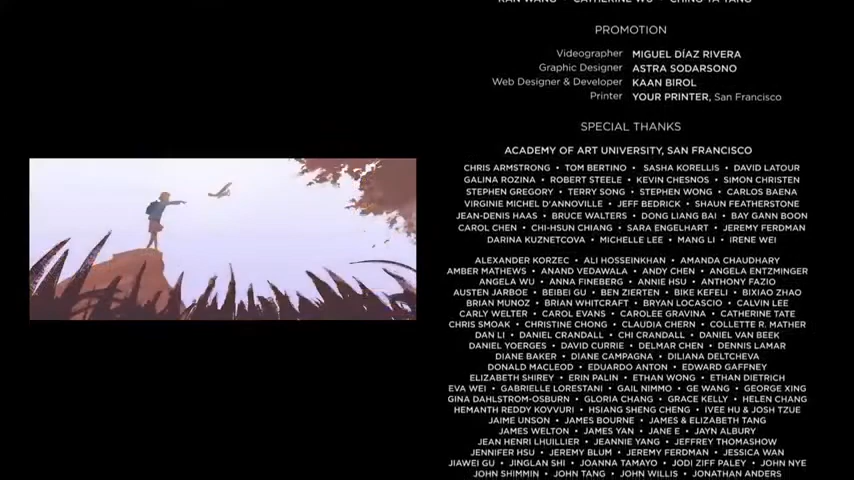 RAN WANG • CATHERINE WU • CHING YA YANG
PROMOTION
Videographer MIGUEL DÍAZ RIVERA
Graphic Designer ASTRA SODARSONO
Web Designer & Developer KAAN BIROL
Printer YOUR PRINTER, San Francisco
SPECIAL THANKS
ACADEMY OF ART UNIVERSITY, SAN FRANCISCO
CHRIS ARMSTRONG • TOM BERTINO • SASHA KORELLIS • DAVID LATOUR
GALINA ROZINA • ROBERT STEELE • KEVIN CHESNOS • SIMON CHRISTEN
STEPHEN GREGORY • TERRY SONG • STEPHEN WONG • CARLOS BAENA
VIRGINIE MICHEL D'ANNOVILLE • JEFF BEDRICK • SHAUN FEATHERSTONE
JEAN-DENIS HAAS • BRUCE WALTERS • DONG LIANG BAI • BAY GANN BOON
CAROL CHEN • CHI-HSUN CHIANG • SARA ENGELHART • JEREMY FERDMAN
DARINA KUZNETCOVA • MICHELLE LEE • MANG LI • IRENE WEI
ALEXANDER KORZEC • ALI HOSSEINKHAN • AMANDA CHAUDHARY
AMBER MATHEWS • ANAND VEDAWALA • ANDY CHEN • ANGELA ENTZMINGER
ANGELA WU • ANNA FINEBERG • ANNIE HSU • ANTHONY FAZIO
AUSTEN JARBOE • BEIBEI GU • BEN ZIERTEN • BIKE KEFELI • BIXIAO ZHAO
BRIAN MUNOZ • BRIAN WHITCRAFT • BRYAN LOCASCIO • CALVIN LEE
CARLY WELTER • CAROL EVANS • CAROLEE GRAVINA • CATHERINE TATE
CHRIS SMOAK • CHRISTINE CHONG • CLAUDIA CHERN • COLLETTE R. MATHER
DAN LI • DANIEL CRANDALL • CHI CRANDALL • DANIEL VAN BEEK
DANIEL YOERGES • DAVID CURRIE • DELMAR CHEN • DENNIS LAMAR
DIANE BAKER • DIANE CAMPAGNA • DILIANA DELTCHEVA
DONALD MACLEOD • EDUARDO ANTON • EDWARD GAFFNEY
ELIZABETH SHIREY • ERIN PALIN • ETHAN WONG • ETHAN DIETRICH
EVA WEI • GABRIELLE LORESTANI • GAIL NIMMO • GE WANG • GEORGE XING
GINA DAHLSTROM-OSBURN • GLORIA CHANG • GRACE KELLY • HELEN CHANG
HEMANTH REDDY KOVVURI • HSIANG SHENG CHENG • IVEE HU & JOSH TZUE
JAIME UNSON • JAMES BOURNE • JAMES & ELIZABETH TANG
JAMES WELTON • JAMES YAN • JANE E • JAYN ALBURY
JEAN HENRI LHUILLIER • JEANNIE YANG • JEFFREY THOMASHOW
JENNIFER HSU • JEREMY BLUM • JEREMY FERDMAN • JESSICA WAN
JIAWEI GU • JINGLAN SHI • JOANNA TAMAYO • JODI ZIFF PALEY • JOHN NYE
JOHN SHIMMIN • JOHN TANG • JOHN WILLIS • JONATHAN ANDERS